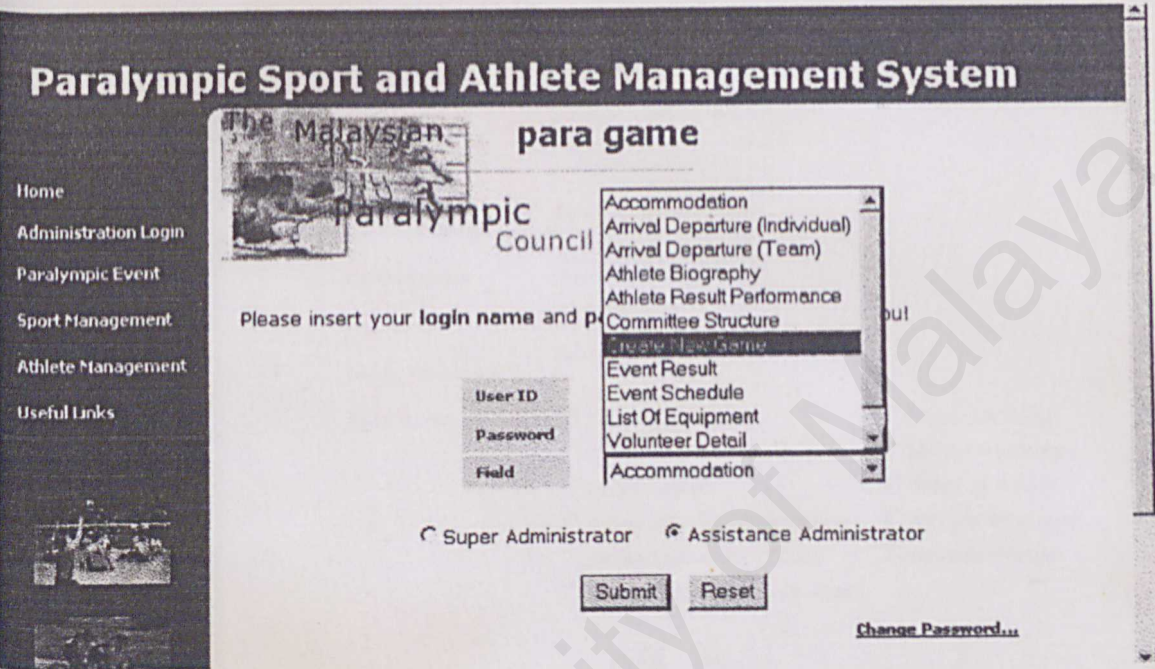 Paralympic Sport and Athlete Management System
The Malaysian
Paralympic
Council
para game
Home
Administration Login
Paralympic Event
Sport Management
Athlete Management
Useful Links
Accommodation
Arrival Departure (Individual)
Arrival Departure (Team)
Athlete Biography
Athlete Result Performance
Committee Structure
Create New Game
Event Result
Event Schedule
List Of Equipment
Volunteer Detail
Please insert your login name and
User ID
Password
Field
Accommodation
Super Administrator
Assistance Administrator
Submit
Reset
Change Password...
ity of Malaya